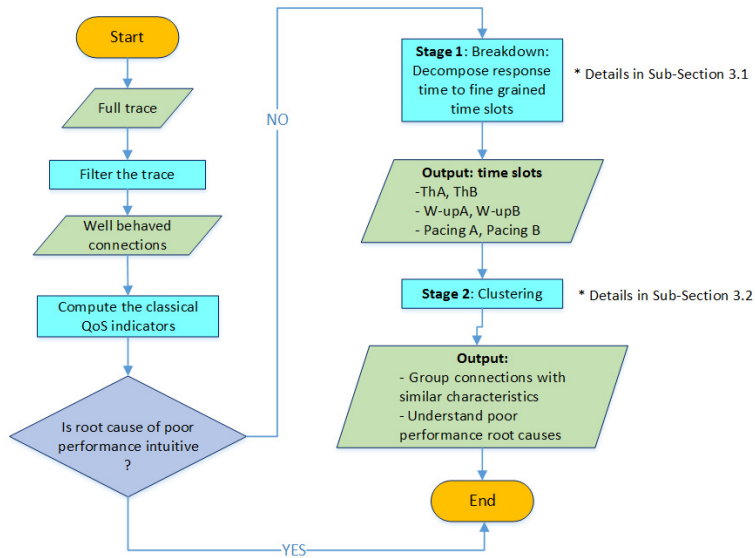 Start
Full trace
Filter the trace
Well behaved
connections
Compute the classical
QoS indicators
Is root cause of poor
performance intuitive
?
NO
YES
Stage 1: Breakdown:
Decompose response
time to fine grained
time slots
* Details in Sub-Section 3.1
Output: time slots
-ThA, ThB
- W-upA, W-upB
- Pacing A, Pacing B
Stage 2: Clustering
* Details in Sub-Section 3.2
Output:
- Group connections with
similar characteristics
- Understand poor
performance root causes
End